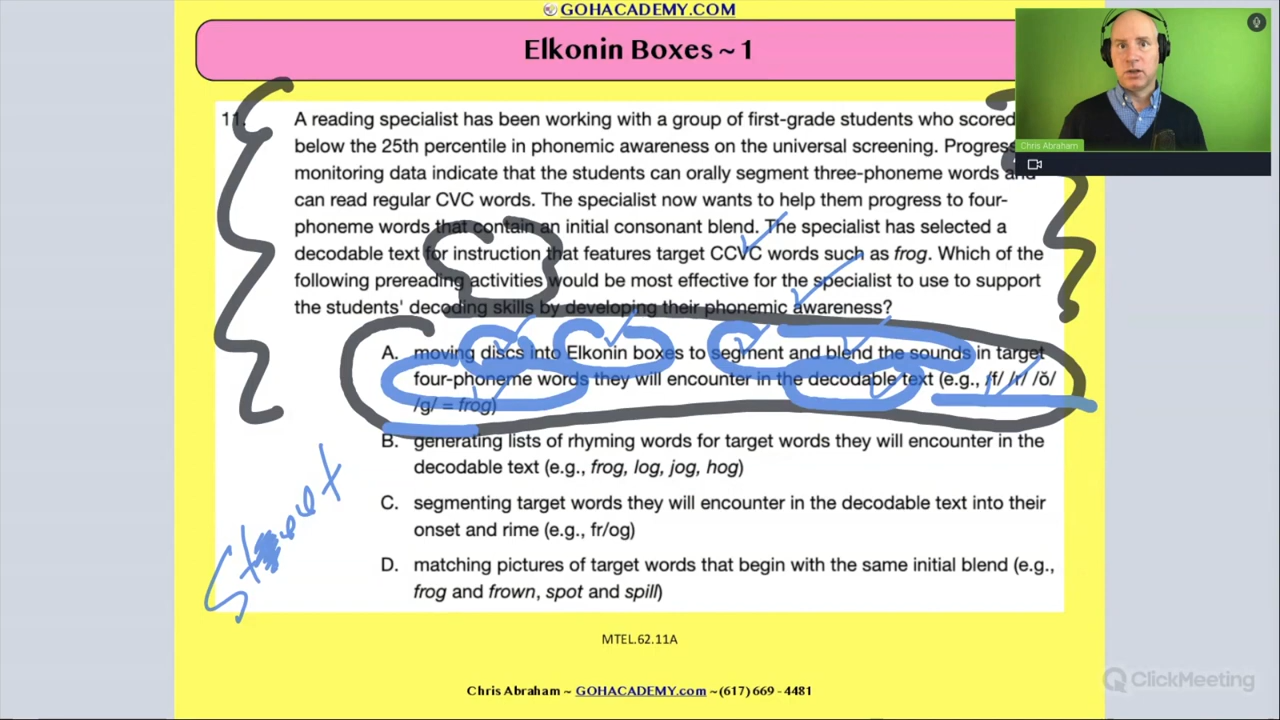 GOHACADEMY.COM
Elkonin Boxes ~ 1
Chris Abraham
11. A reading specialist has been working with a group of first-grade students who scored
below the 25th percentile in phonemic awareness on the universal screening. Progress
monitoring data indicate that the students can orally segment three-phoneme words and
can read regular CVC words. The specialist now wants to help them progress to four-
phoneme words that contain an initial consonant blend. The specialist has selected a
decodable text for instruction that features target CCVC words such as frog. Which of the
following prereading activities would be most effective for the specialist to use to support
the students' decoding skills by developing their phonemic awareness?
A. moving discs into Elkonin boxes to segment and blend the sounds in target
four-phoneme words they will encounter in the decodable text (e.g., /f/ /r/ /ŏ/
/g/ = frog)
B. generating lists of rhyming words for target words they will encounter in the
decodable text (e.g., frog, log, jog, hog)
C. segmenting target words they will encounter in the decodable text into their
onset and rime (e.g., fr/og)
D. matching pictures of target words that begin with the same initial blend (e.g.,
frog and frown, spot and spill)
MTEL.62.11A
Chris Abraham ~ GOHACADEMY.com ~(617) 669 - 4481
ClickMeeting